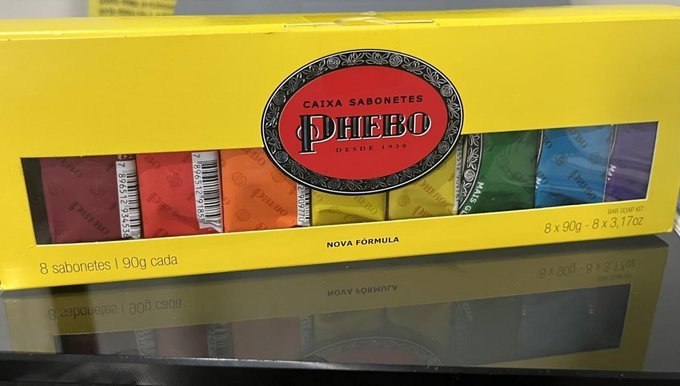 CAIXA SABONETES
PHEBO
DESDE 1930
MAIS G
NOVA FÓRMULA
8 sabonetes | 90g cada
BAR SOAP KIT
8 x 90g - 8 x 3,17oz